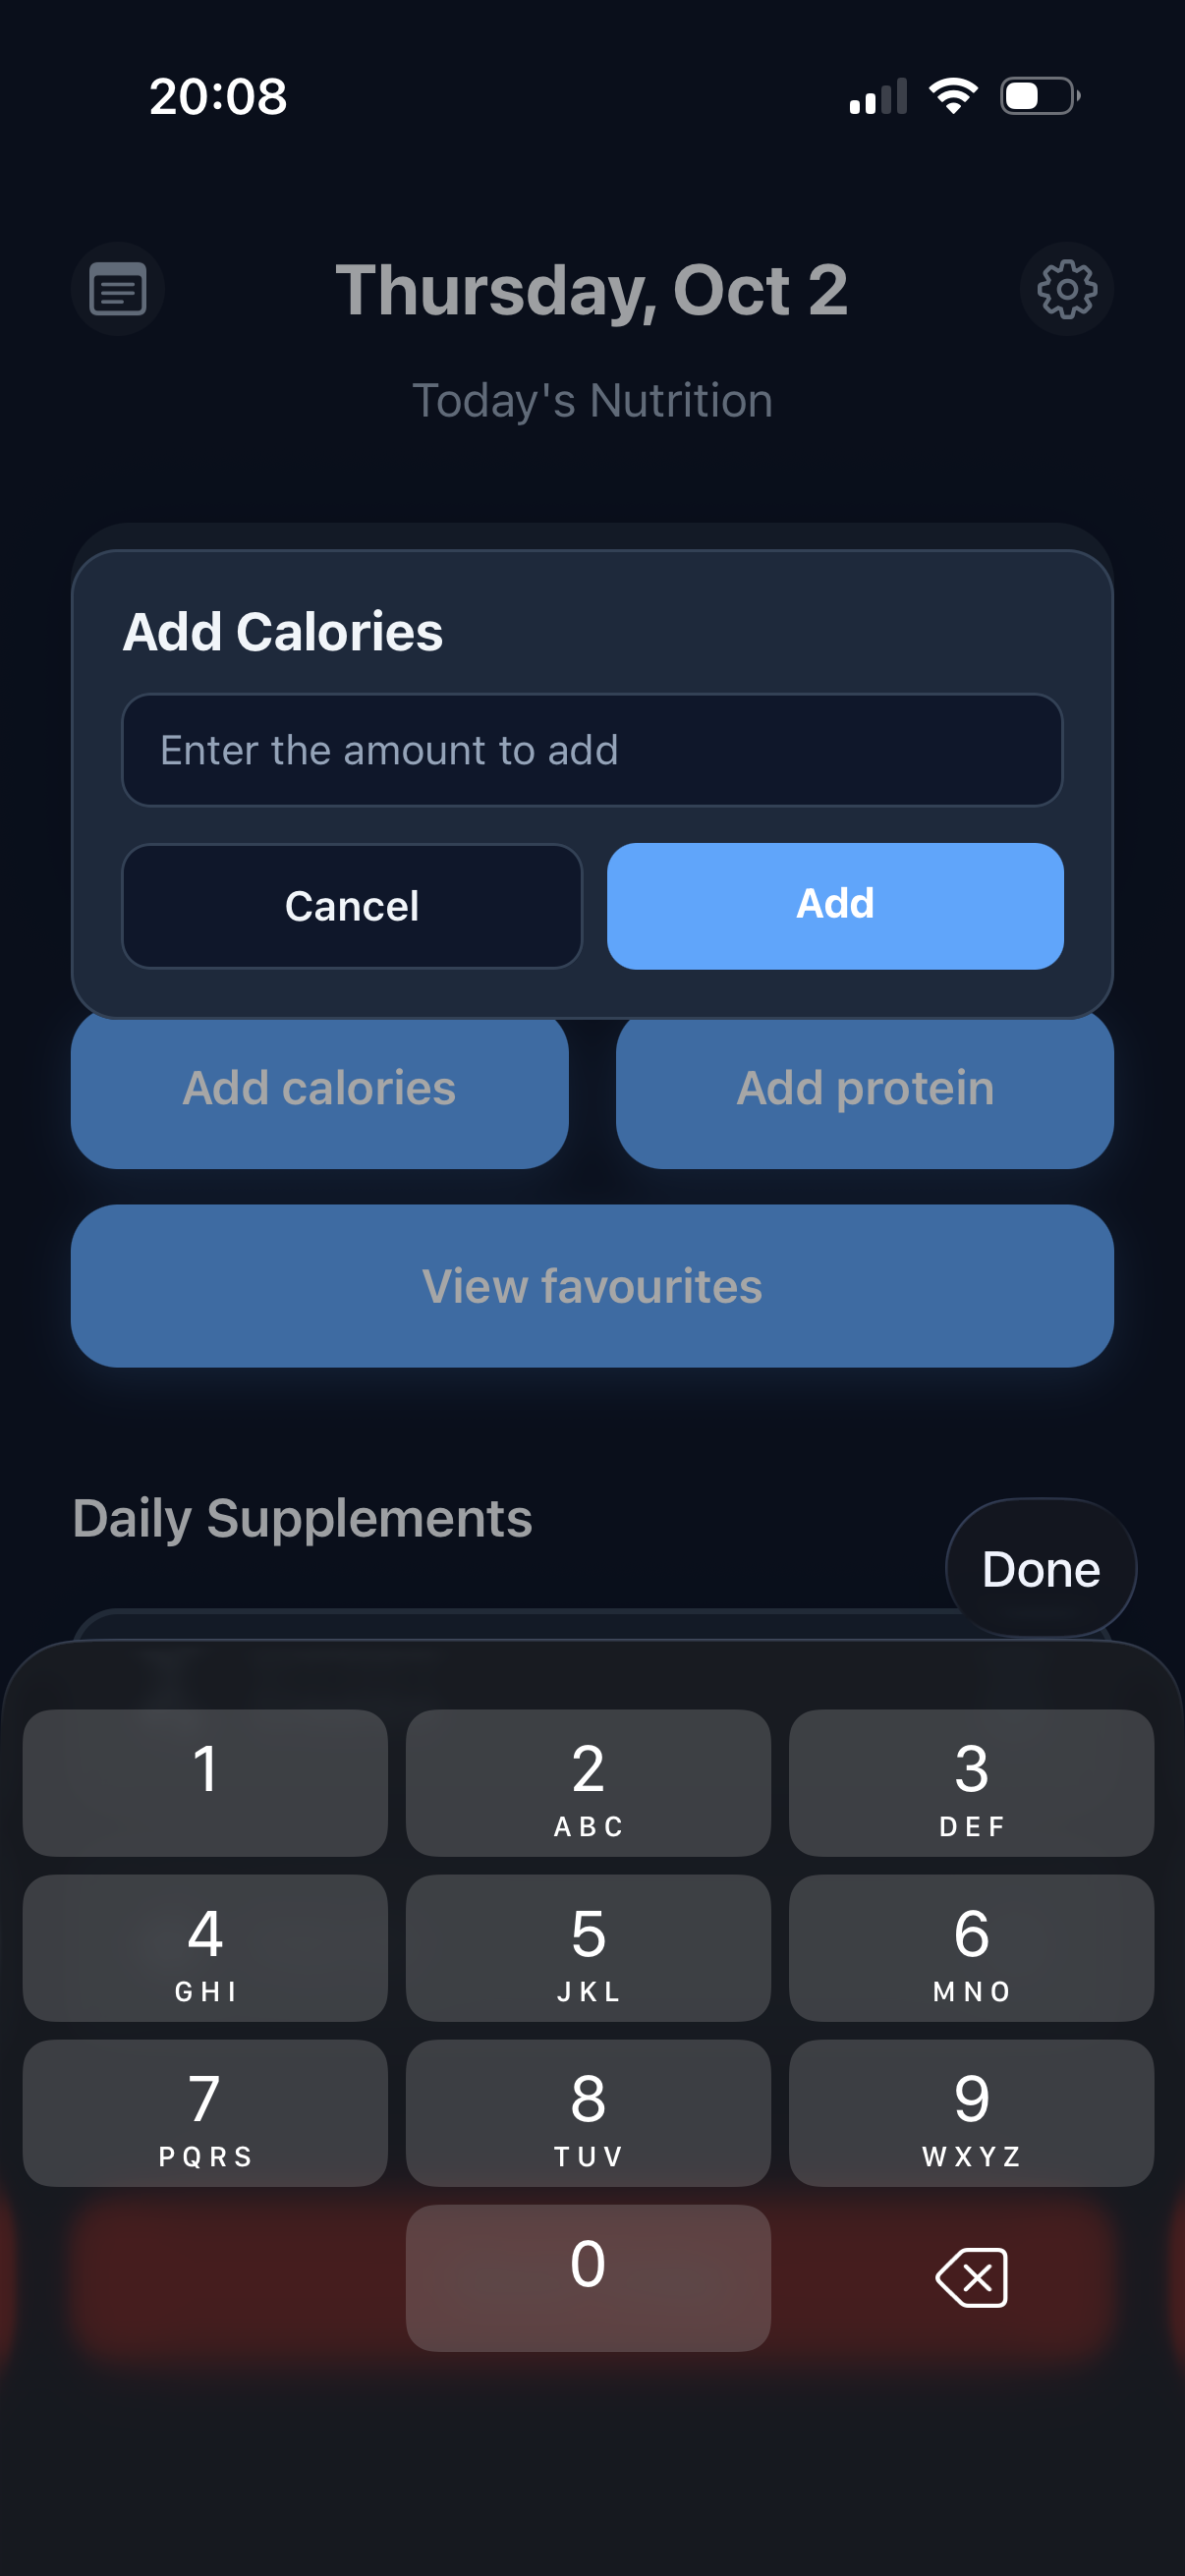 20:08
Thursday, Oct 2
Today's Nutrition
Add Calories
Enter the amount to add
Cancel Add
Add calories Add protein
View favourites
Daily Supplements
Done
1 2 3
ABC DEF
4 5 6
GHI JKL MNO
7 8 9
PQRS TUV WXYZ
0